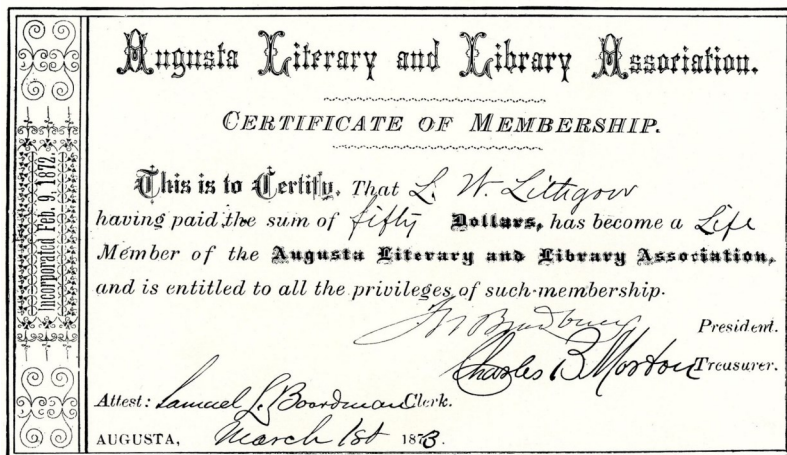 Incorporated Feb. 9, 1872.
Augusta Literary and Library Association.
CERTIFICATE OF MEMBERSHIP.
This is to Certify, That L. W. Lithgow
having paid the sum of fifty Dollars, has become a Life
Member of the Augusta Literary and Library Association,
and is entitled to all the privileges of such membership.
Bradbury President.
Charles B. Morton Treasurer.
Attest: Samuel L. Boardman Clerk.
AUGUSTA, March 1st 1873.